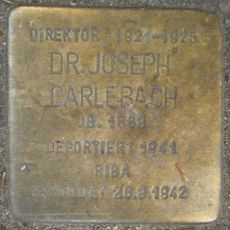 DIREKTOR 1921-1925
DR. JOSEPH
CARLEBACH
JG. 1883
DEPORTIERT 1941
RIGA
ERMORDET 26.3.1942